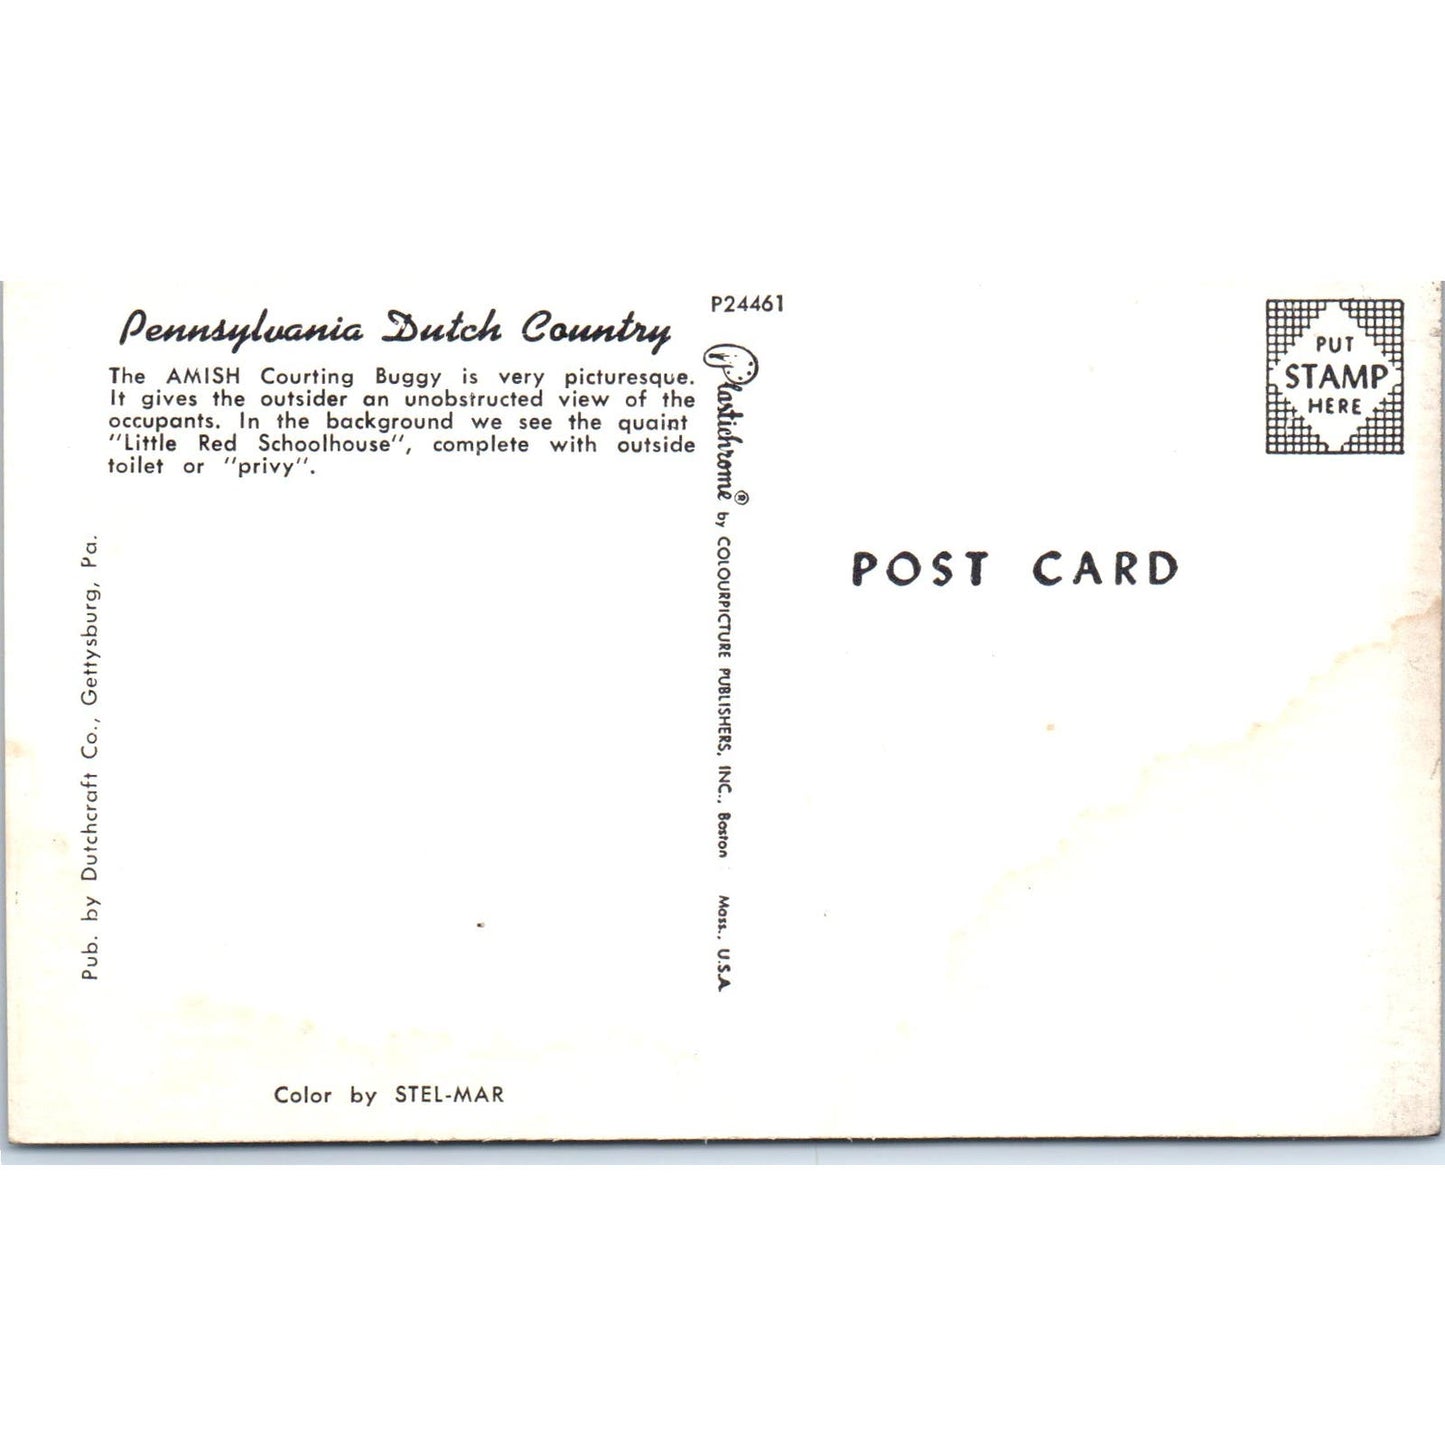 Pennsylvania Dutch Country
The AMISH Courting Buggy is very picturesque.
It gives the outsider an unobstructed view of the
occupants. In the background we see the quaint
"Little Red Schoolhouse", complete with outside
toilet or "privy".
Pub. by Dutchcraft Co., Gettysburg, Pa.
Color by STEL-MAR
P24461
Plastichrome® by COLOURPICTURE PUBLISHERS, INC., Boston Mass., U.S.A
PUT
STAMP
HERE
POST CARD